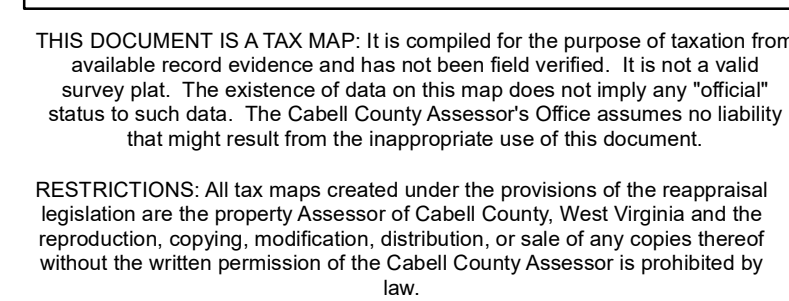 THIS DOCUMENT IS A TAX MAP: It is compiled for the purpose of taxation from
available record evidence and has not been field verified.  It is not a valid
survey plat.  The existence of data on this map does not imply any "official"
status to such data.  The Cabell County Assessor's Office assumes no liability
that might result from the inappropriate use of this document.
RESTRICTIONS: All tax maps created under the provisions of the reappraisal
legislation are the property Assessor of Cabell County, West Virginia and the
reproduction, copying, modification, distribution, or sale of any copies thereof
without the written permission of the Cabell County Assessor is prohibited by
law.